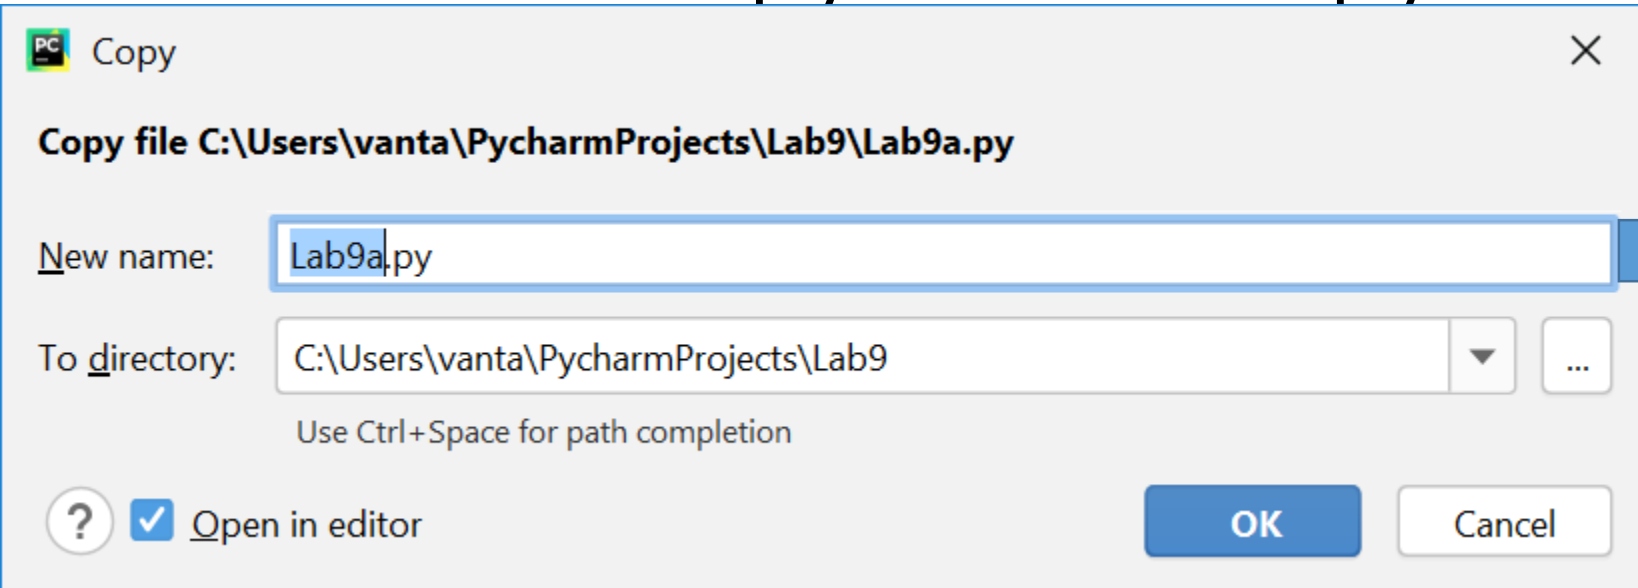 PC Copy
Copy file C:\Users\vanta\PycharmProjects\Lab9\Lab9a.py
New name: Lab9a.py
To directory: C:\Users\vanta\PycharmProjects\Lab9 ...
Use Ctrl+Space for path completion
? Open in editor OK Cancel